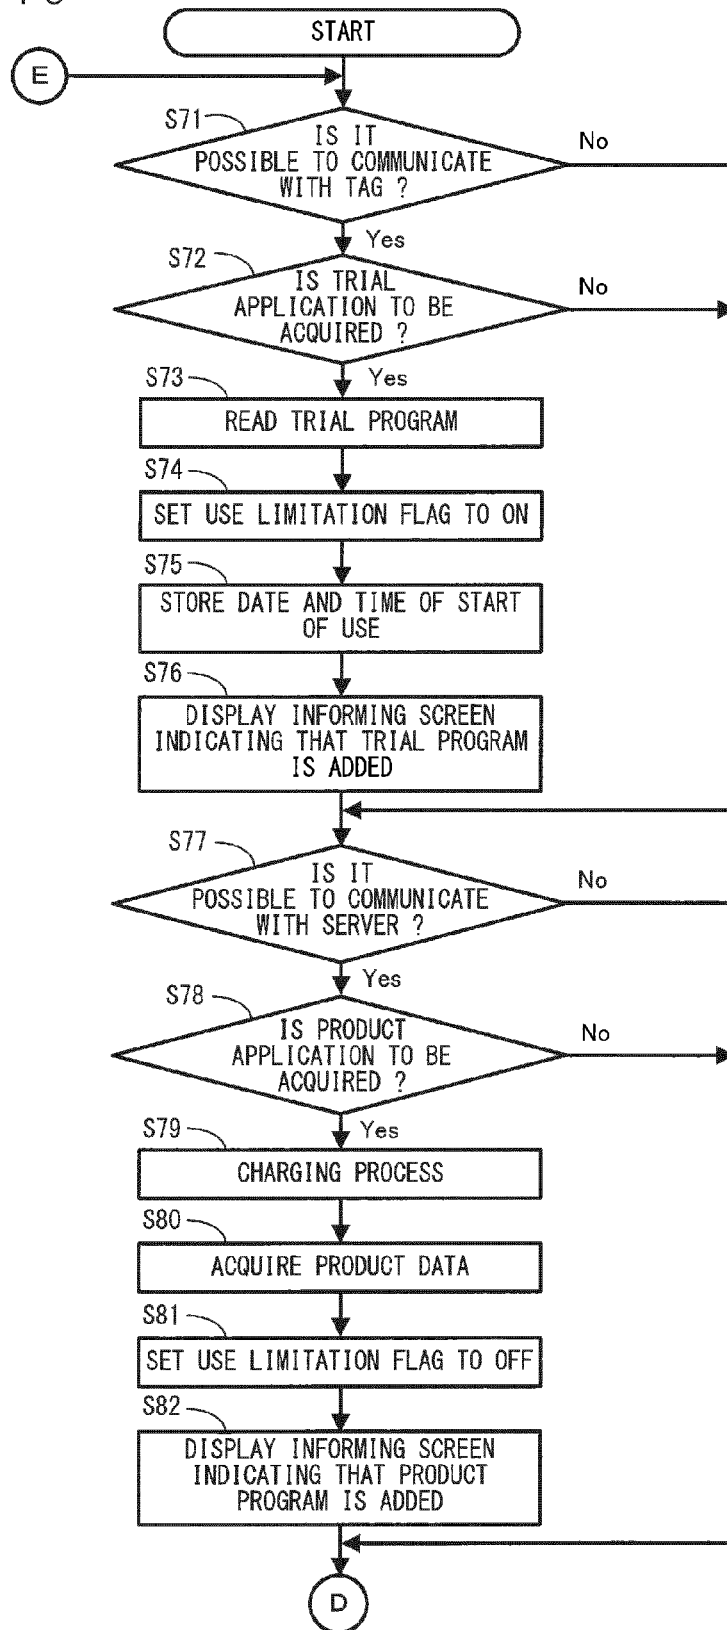 START
E
S71
IS IT
POSSIBLE TO COMMUNICATE
WITH TAG ?
No
Yes
S72
IS TRIAL
APPLICATION TO BE
ACQUIRED ?
No
Yes
S73
READ TRIAL PROGRAM
S74
SET USE LIMITATION FLAG TO ON
S75
STORE DATE AND TIME OF START
OF USE
S76
DISPLAY INFORMING SCREEN
INDICATING THAT TRIAL PROGRAM
IS ADDED
S77
IS IT
POSSIBLE TO COMMUNICATE
WITH SERVER ?
No
Yes
S78
IS PRODUCT
APPLICATION TO BE
ACQUIRED ?
No
Yes
S79
CHARGING PROCESS
S80
ACQUIRE PRODUCT DATA
S81
SET USE LIMITATION FLAG TO OFF
S82
DISPLAY INFORMING SCREEN
INDICATING THAT PRODUCT
PROGRAM IS ADDED
D